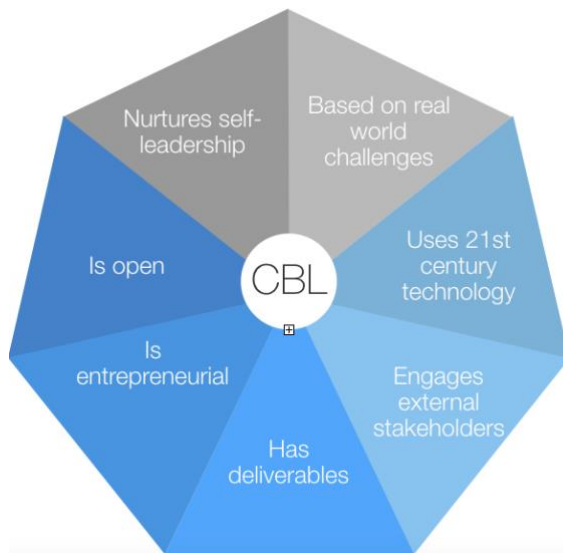 Nurtures self-
leadership
Based on real
world
challenges
Is open
CBL
Uses 21st
century
technology
Is
entrepreneurial
Engages
external
stakeholders
Has
deliverables